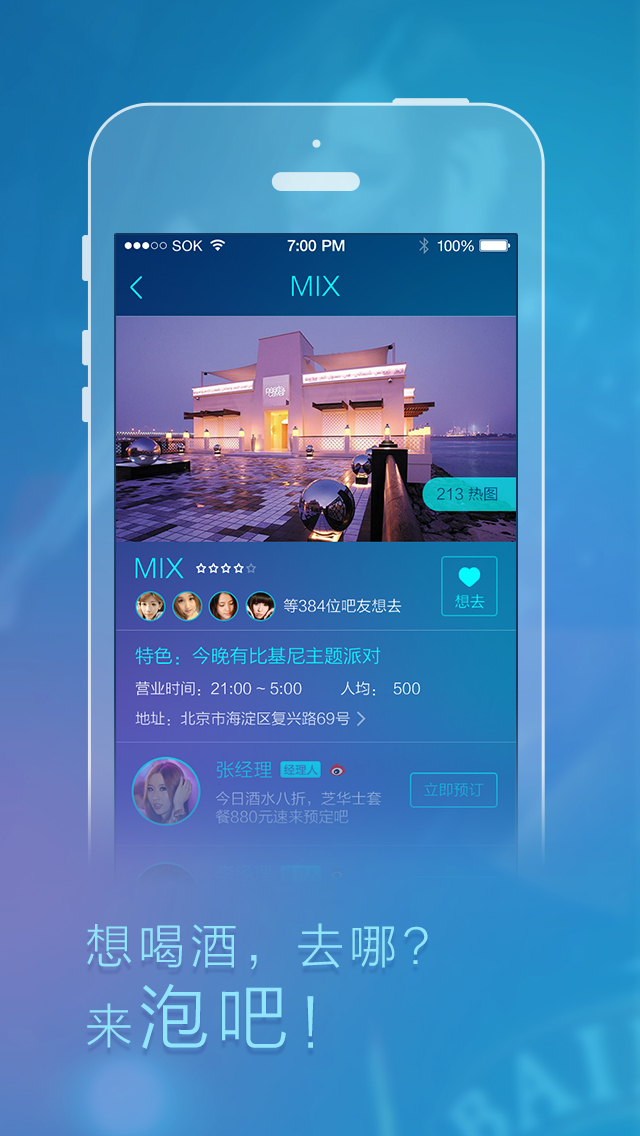 SOK 7:00 PM 100%
MIX
213 热图
MIX
等384位吧友想去
想去
特色：今晚有比基尼主题派对
营业时间：21:00 ~ 5:00 人均： 500
地址：北京市海淀区复兴路69号
张经理 经理人
今日酒水八折，芝华士套
餐880元速来预定吧
立即预订
想喝酒，去哪？
来泡吧！
BAI